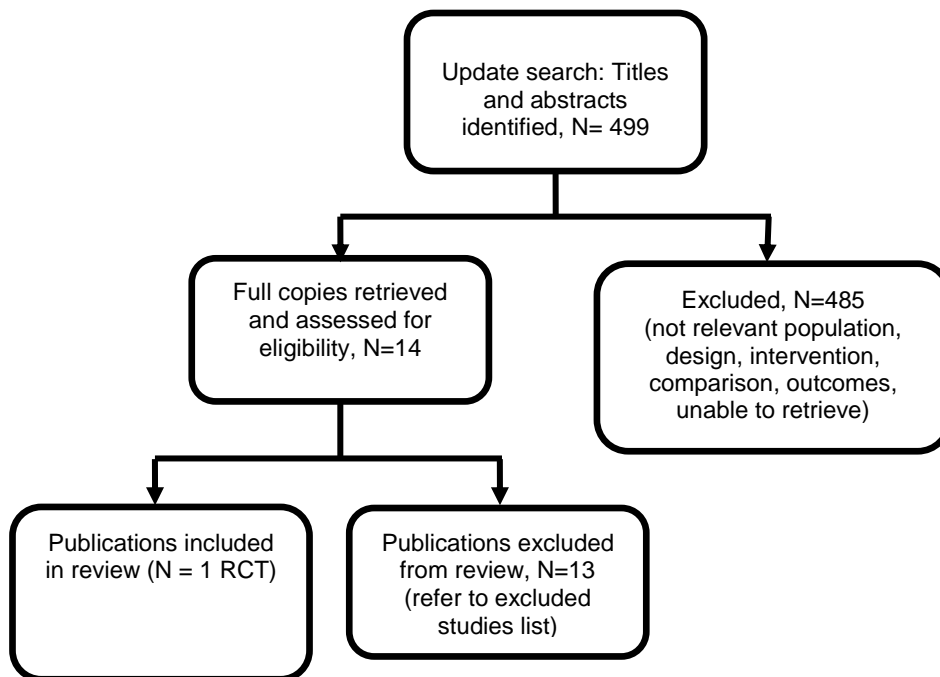 Update search: Titles
and abstracts
identified, N= 499
Full copies retrieved
and assessed for
eligibility, N=14
Excluded, N=485
(not relevant population,
design, intervention,
comparison, outcomes,
unable to retrieve)
Publications included
in review (N = 1 RCT)
Publications excluded
from review, N=13
(refer to excluded
studies list)